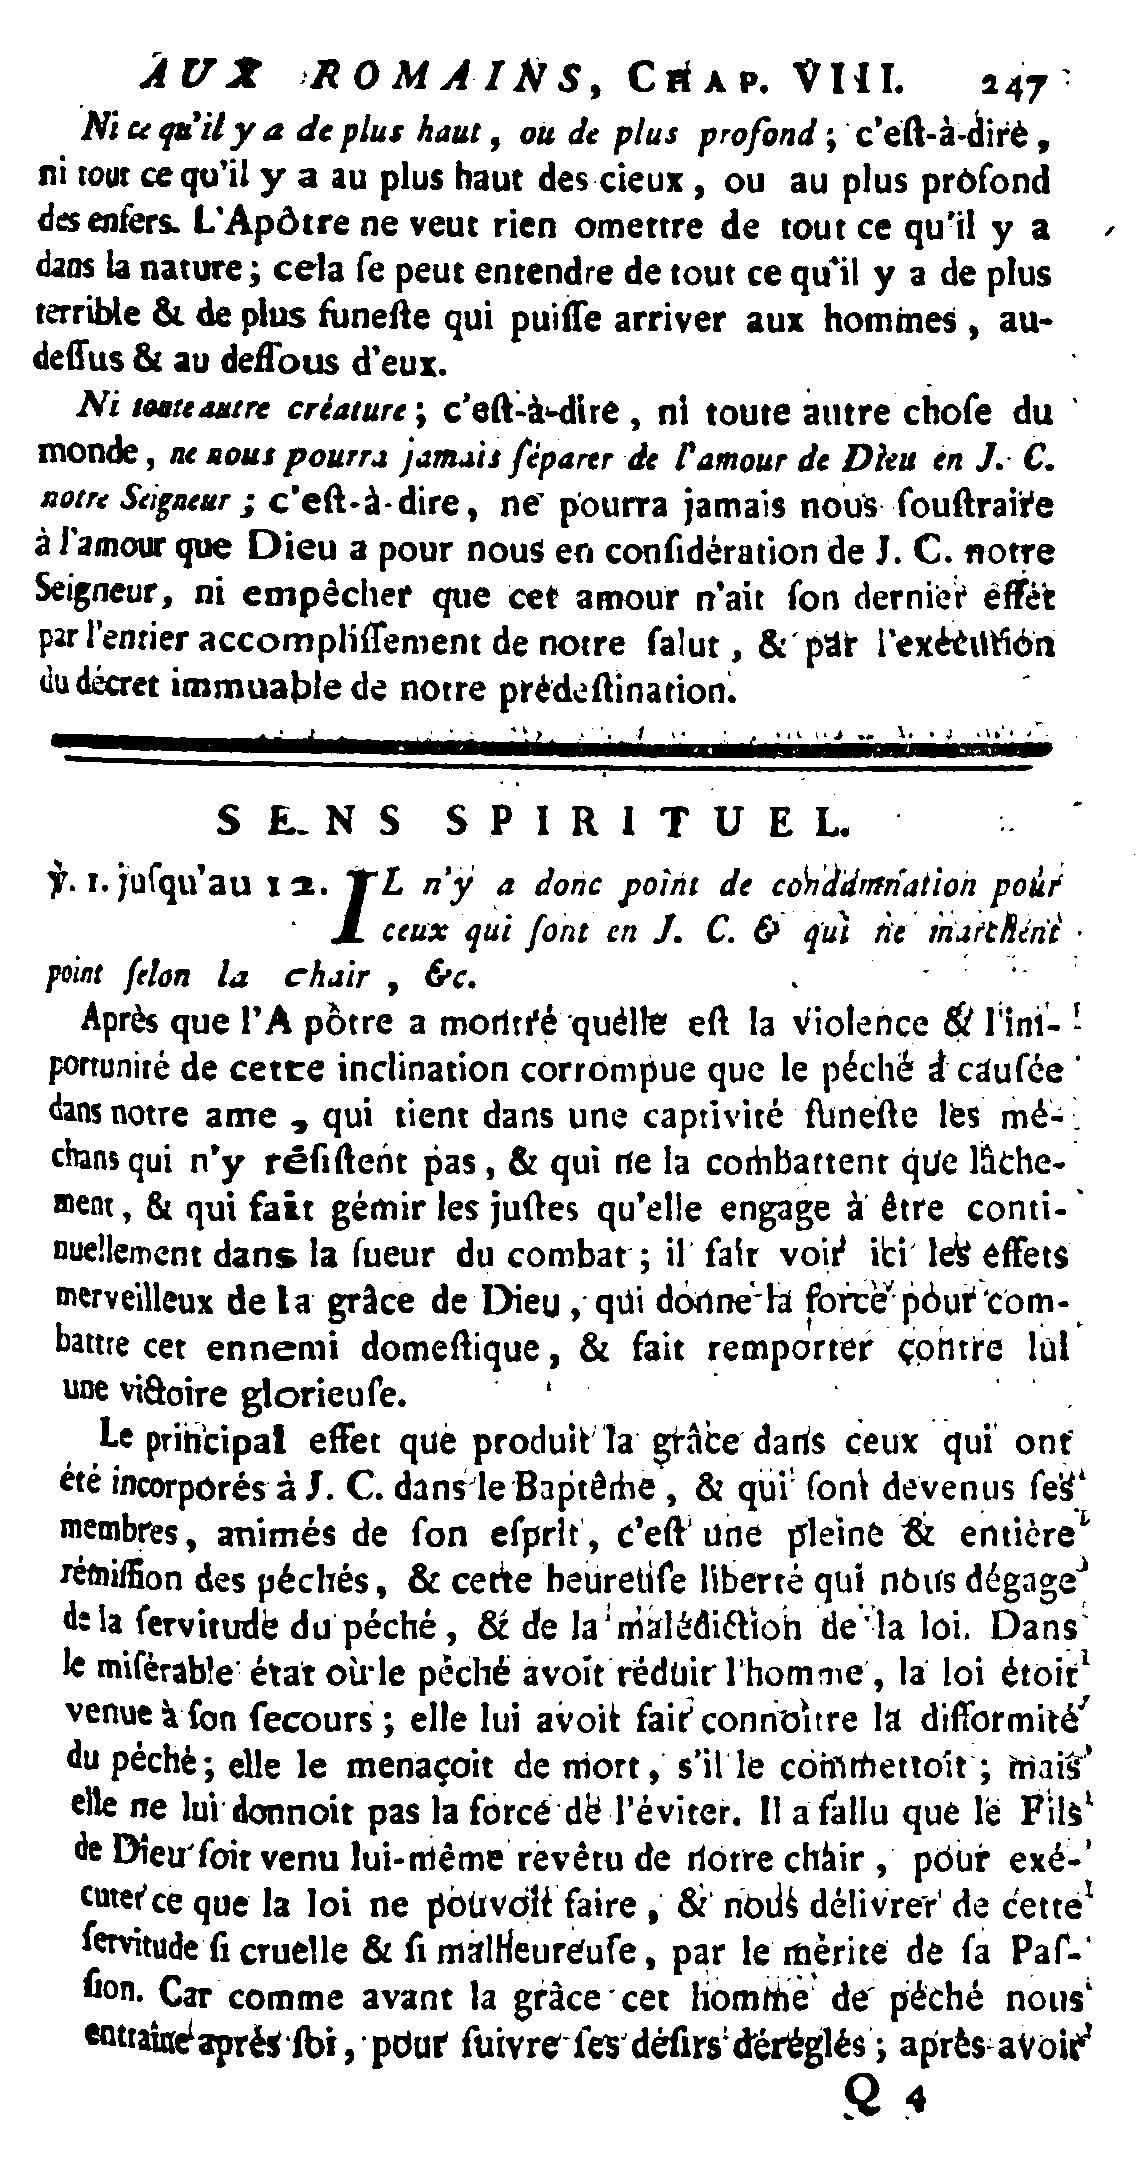 AUX ROMAINS, CHAP. VIII. 247
Ni ce qu'il y a de plus haut, ou de plus profond; c'eſt-à-dire,
ni tout ce qu'il y a au plus haut des cieux, ou au plus profond
des enfers. L'Apôtre ne veut rien omettre de tout ce qu'il y a
dans la nature; cela ſe peut entendre de tout ce qu'il y a de plus
terrible & de plus funeſte qui puiſſe arriver aux hommes, au-
deſſus & au deſſous d'eux.
Ni toute autre créature; c'eſt-à-dire, ni toute autre choſe du
monde, ne nous pourra jamais ſéparer de l'amour de Dieu en J. C.
notre Seigneur; c'eſt-à-dire, ne pourra jamais nous ſouſtraire
à l'amour que Dieu a pour nous en conſidération de J. C. notre
Seigneur, ni empêcher que cet amour n'ait ſon dernier effet
par l'entier accompliſſement de notre ſalut, & par l'exécution
du décret immuable de notre prédeſtination.
SENS SPIRITUEL.
℣. 1. juſqu'au 12. IL n'y a donc point de condamnation pour
ceux qui ſont en J. C. & qui ne marchent
point ſelon la chair, &c.
Après que l'Apôtre a montré quelle eſt la violence & l'im-
portunité de cette inclination corrompue que le péché a cauſée
dans notre ame, qui tient dans une captivité funeſte les mé-
chans qui n'y réſiſtent pas, & qui ne la combattent que lâche-
ment, & qui fait gémir les juſtes qu'elle engage à être conti-
nuellement dans la ſueur du combat; il fait voir ici les effets
merveilleux de la grâce de Dieu, qui donne la force pour com-
battre cet ennemi domeſtique, & fait remporter contre lui
une victoire glorieuſe.
Le principal effet que produit la grâce dans ceux qui ont
été incorporés à J. C. dans le Baptême, & qui ſont devenus ſes
membres, animés de ſon eſprit, c'eſt une pleine & entière
rémiſſion des péchés, & cette heureuſe liberté qui nous dégage
de la ſervitude du péché, & de la malédiction de la loi. Dans
le miſérable état où le péché avoit réduit l'homme, la loi étoit
venue à ſon ſecours; elle lui avoit fait connoître la difformité
du péché; elle le menaçoit de mort, s'il le commettoit; mais
elle ne lui donnoit pas la force de l'éviter. Il a fallu que le Fils
de Dieu ſoit venu lui-même revêtu de notre chair, pour exé-
cuter ce que la loi ne pouvoit faire, & nous délivrer de cette
ſervitude ſi cruelle & ſi malheureuſe, par le mérite de ſa Paſ-
ſion. Car comme avant la grâce cet homme de péché nous
entraîne après ſoi, pour ſuivre ſes déſirs déréglés; après avoir
Q 4